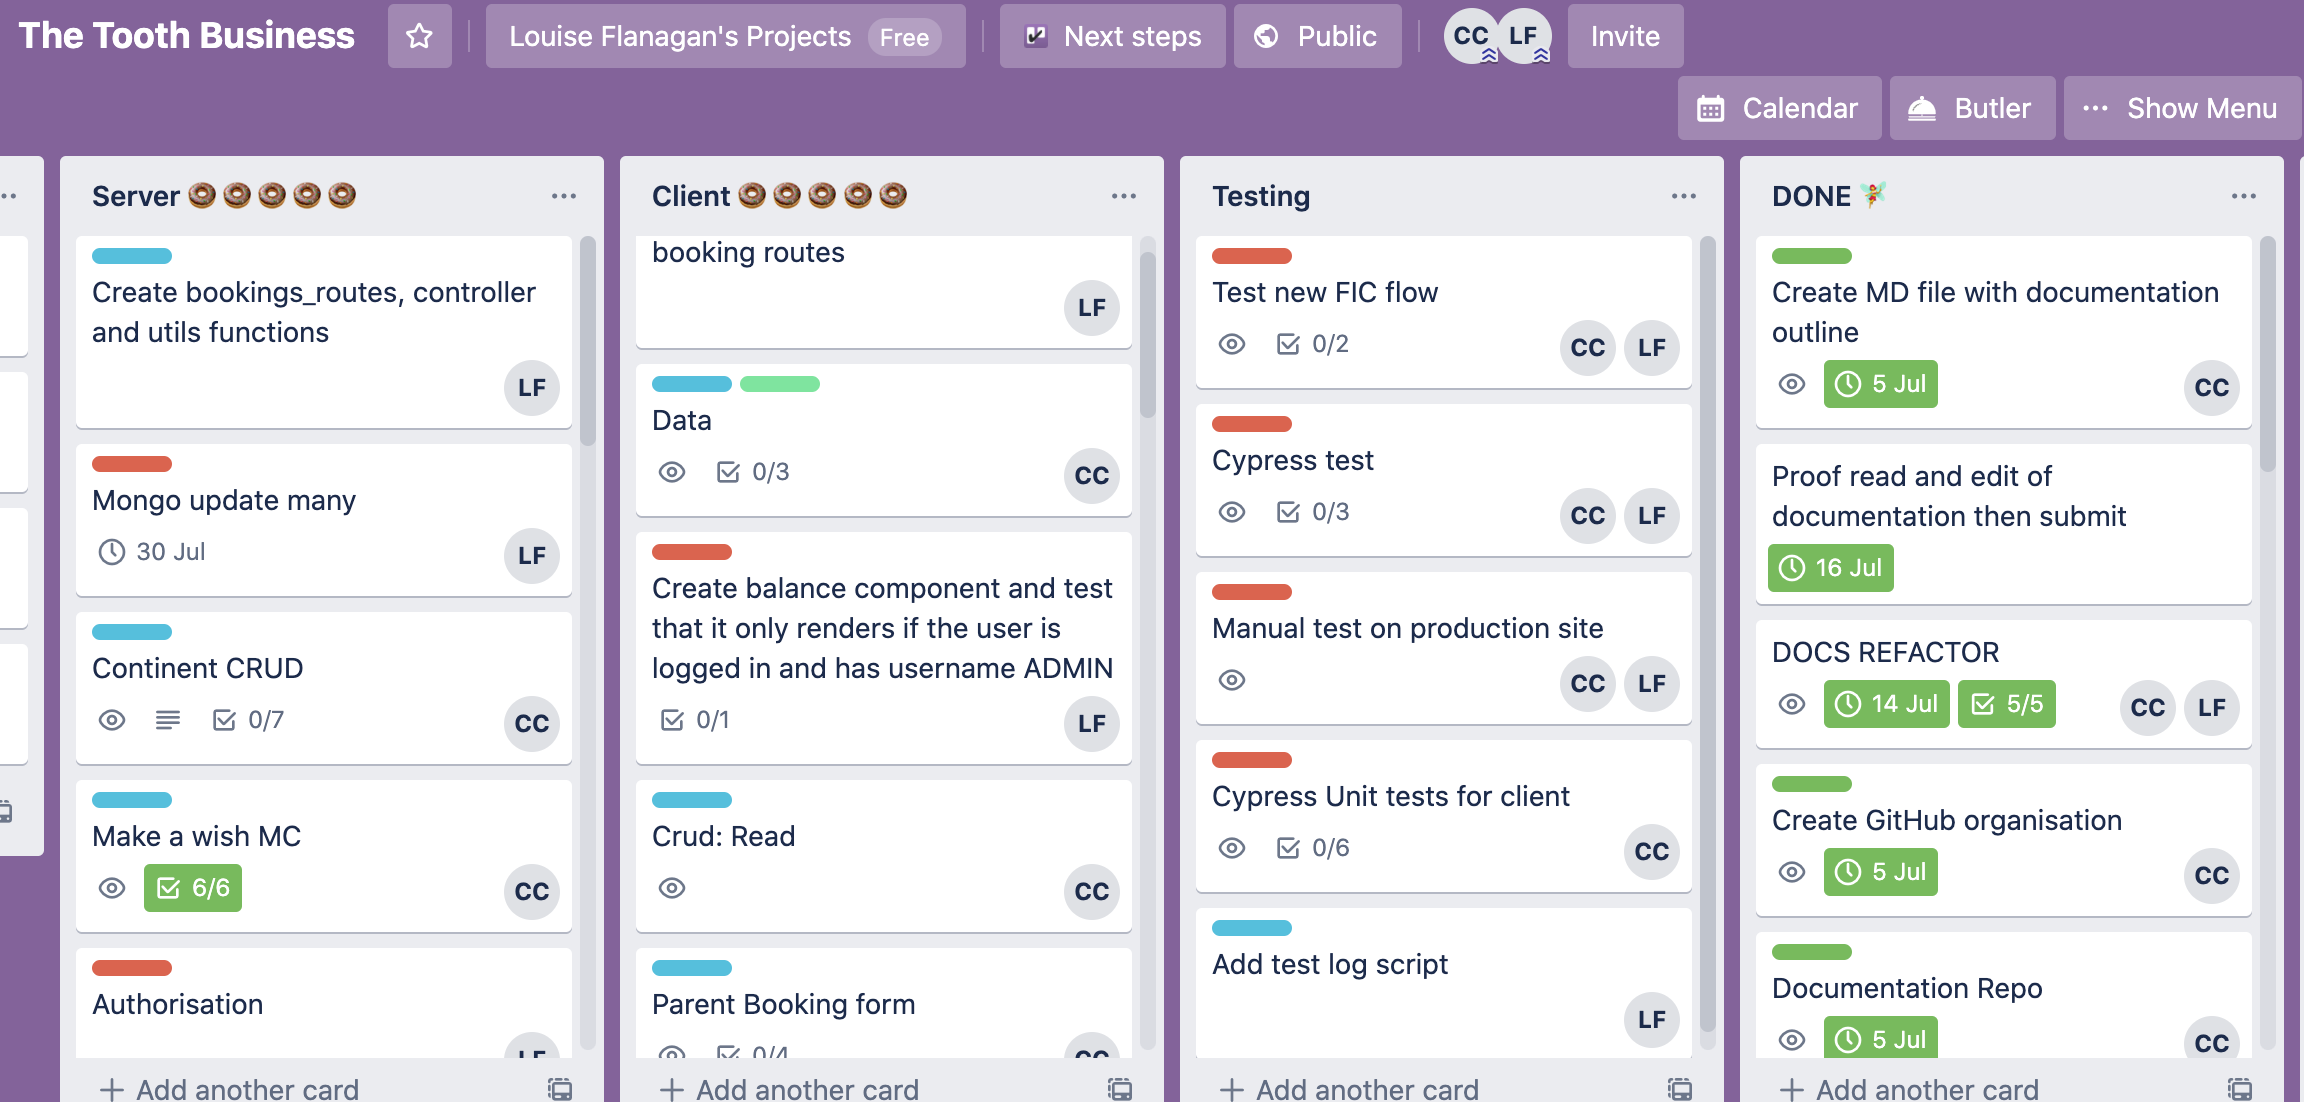 The Tooth Business
Louise Flanagan's Projects Free
Next steps
Public
CC LF
Invite
Calendar
Butler
Show Menu
Server
Create bookings_routes, controller
and utils functions
LF
Mongo update many
30 Jul
LF
Continent CRUD
0/7
CC
Make a wish MC
6/6
CC
Authorisation
LF
Add another card
Client
booking routes
LF
Data
0/3
CC
Create balance component and test
that it only renders if the user is
logged in and has username ADMIN
0/1
LF
Crud: Read
CC
Parent Booking form
0/4
CC
Add another card
Testing
Test new FIC flow
0/2
CC LF
Cypress test
0/3
CC LF
Manual test on production site
CC LF
Cypress Unit tests for client
0/6
CC
Add test log script
LF
Add another card
DONE
Create MD file with documentation
outline
5 Jul
CC
Proof read and edit of
documentation then submit
16 Jul
DOCS REFACTOR
14 Jul 5/5
CC LF
Create GitHub organisation
5 Jul
CC
Documentation Repo
5 Jul
CC
Add another card